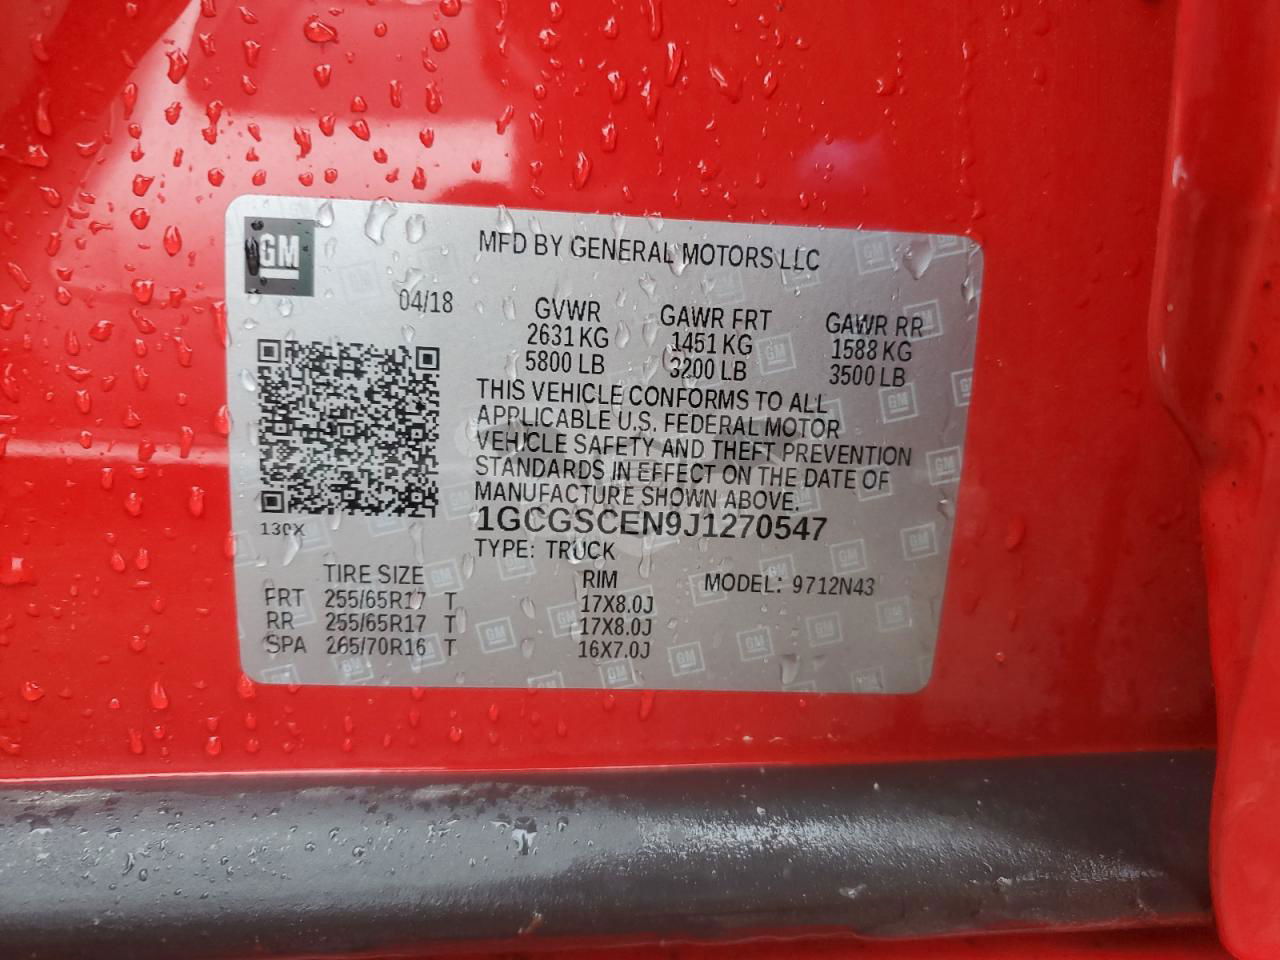 GM
MFD BY GENERAL MOTORS LLC
04/18
GVWR GAWR FRT GAWR RR
2631 KG 1451 KG 1588 KG
5800 LB 3200 LB 3500 LB
THIS VEHICLE CONFORMS TO ALL
APPLICABLE U.S. FEDERAL MOTOR
VEHICLE SAFETY AND THEFT PREVENTION
STANDARDS IN EFFECT ON THE DATE OF
MANUFACTURE SHOWN ABOVE.
130X
1GCGSCEN9J1270547
TYPE: TRUCK
TIRE SIZE RIM MODEL: 9712N43
FRT 255/65R17 T 17X8.0J
RR 255/65R17 T 17X8.0J
SPA 265/70R16 T 16X7.0J